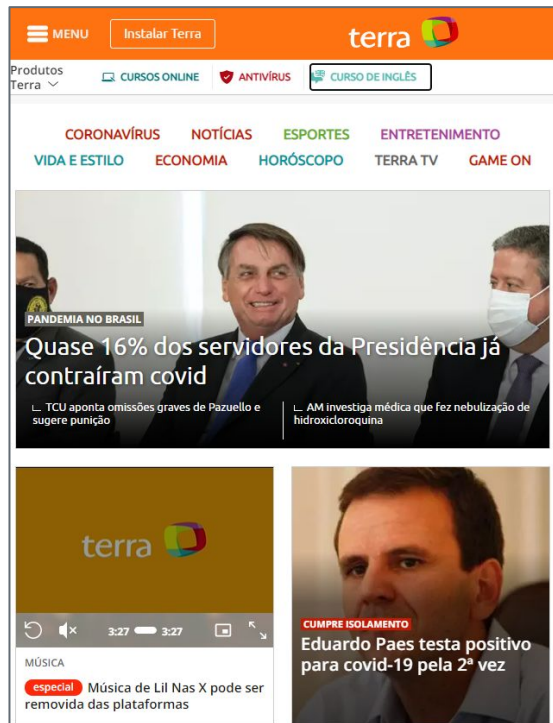 MENU
Instalar Terra
terra
Produtos
Terra
CURSOS ONLINE
ANTIVÍRUS
CURSO DE INGLÊS
CORONAVÍRUS NOTÍCIAS ESPORTES ENTRETENIMENTO
VIDA E ESTILO ECONOMIA HORÓSCOPO TERRA TV GAME ON
PANDEMIA NO BRASIL
Quase 16% dos servidores da Presidência já
contraíram covid
TCU aponta omissões graves de Pazuello e
sugere punição
AM investiga médica que fez nebulização de
hidroxicloroquina
terra
3:27 3:27
MÚSICA
especial Música de Lil Nas X pode ser
removida das plataformas
CUMPRE ISOLAMENTO
Eduardo Paes testa positivo
para covid-19 pela 2ª vez